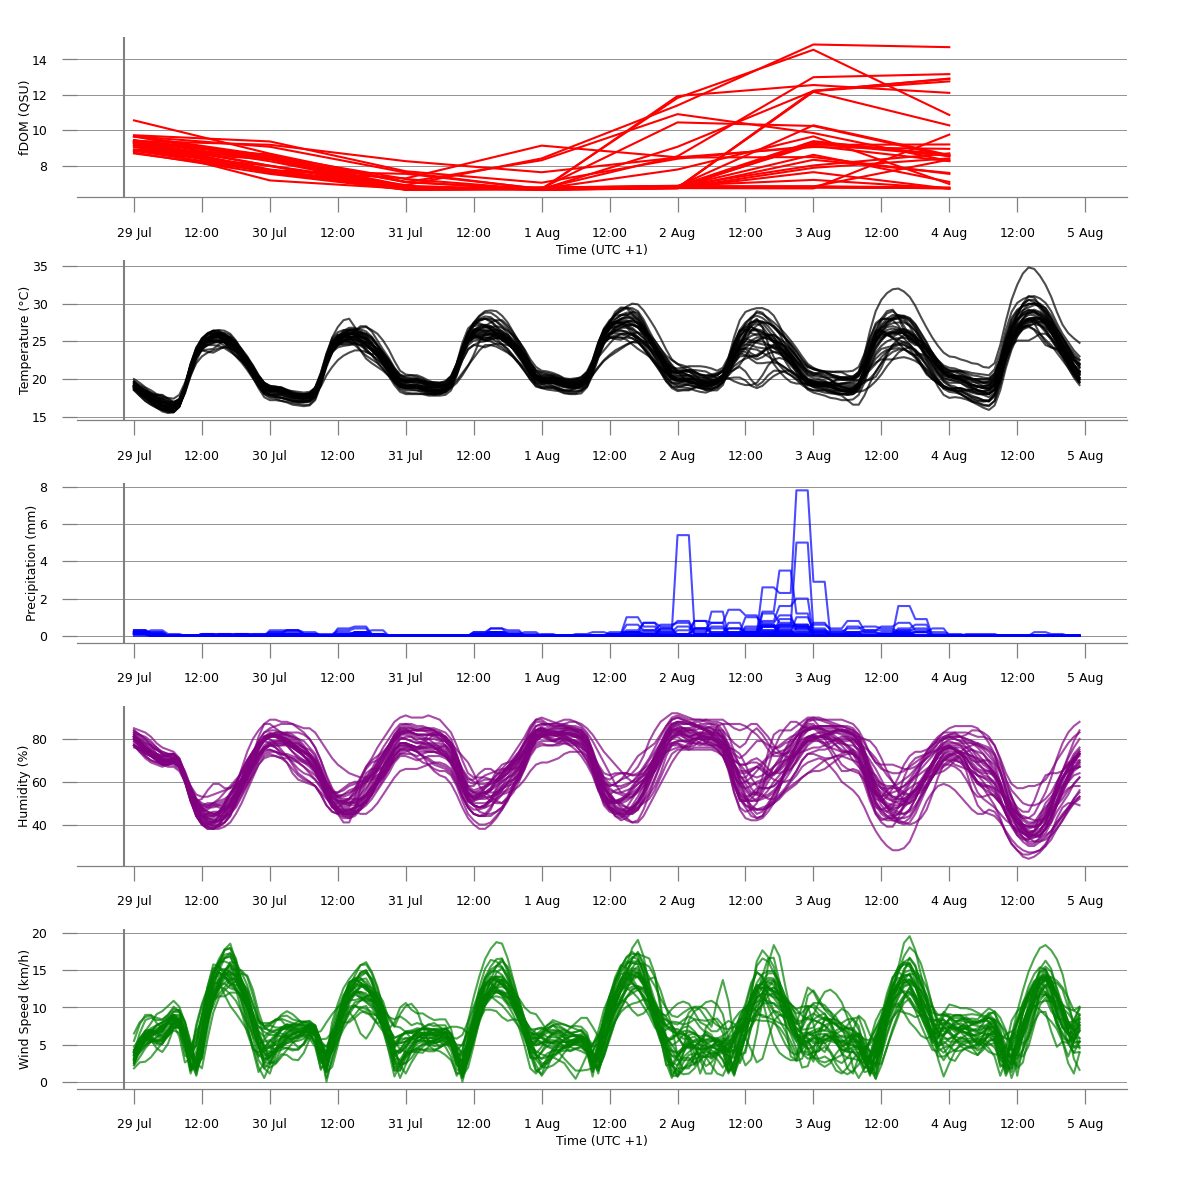 fDOM (QSU)
14
12
10
8
29 Jul 12:00 30 Jul 12:00 31 Jul 12:00 1 Aug 12:00 2 Aug 12:00 3 Aug 12:00 4 Aug 12:00 5 Aug
Time (UTC +1)
Temperature (°C)
35
30
25
20
15
29 Jul 12:00 30 Jul 12:00 31 Jul 12:00 1 Aug 12:00 2 Aug 12:00 3 Aug 12:00 4 Aug 12:00 5 Aug
Precipitation (mm)
8
6
4
2
0
29 Jul 12:00 30 Jul 12:00 31 Jul 12:00 1 Aug 12:00 2 Aug 12:00 3 Aug 12:00 4 Aug 12:00 5 Aug
Humidity (%)
80
60
40
29 Jul 12:00 30 Jul 12:00 31 Jul 12:00 1 Aug 12:00 2 Aug 12:00 3 Aug 12:00 4 Aug 12:00 5 Aug
Wind Speed (km/h)
20
15
10
5
0
29 Jul 12:00 30 Jul 12:00 31 Jul 12:00 1 Aug 12:00 2 Aug 12:00 3 Aug 12:00 4 Aug 12:00 5 Aug
Time (UTC +1)